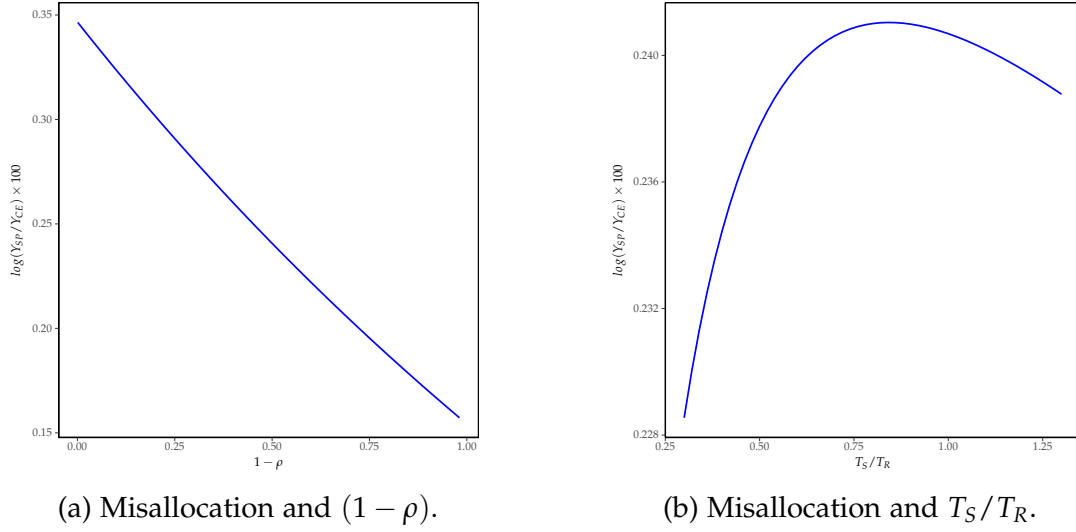 log(Y_SP/Y_CE) × 100
0.35
0.30
0.25
0.20
0.15
0.00 0.25 0.50 0.75 1.00
1 − ρ
(a) Misallocation and (1 − ρ).
log(Y_SP/Y_CE) × 100
0.240
0.236
0.232
0.228
0.25 0.50 0.75 1.00 1.25
T_S/T_R
(b) Misallocation and T_S/T_R.